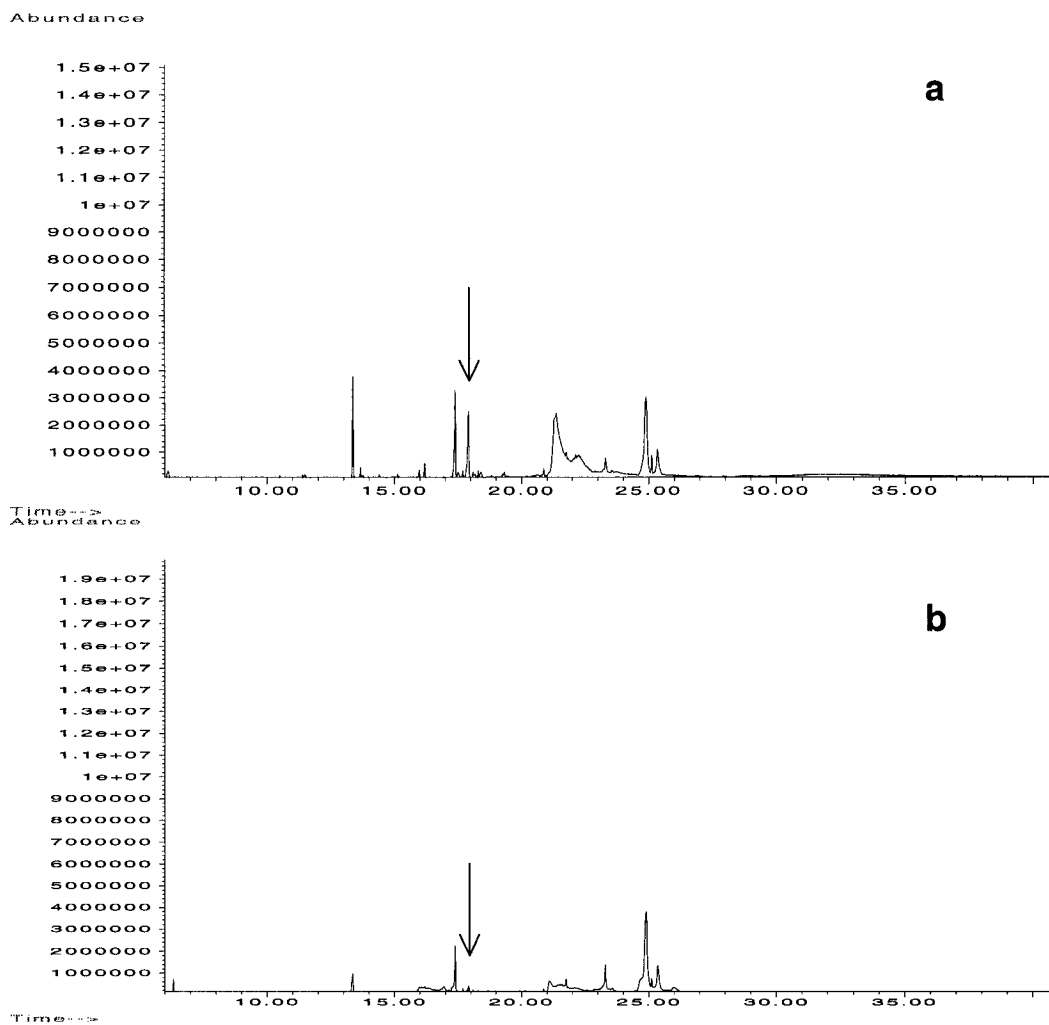 Abundance
a
1.5e+07
1.4e+07
1.3e+07
1.2e+07
1.1e+07
1e+07
9000000
8000000
7000000
6000000
5000000
4000000
3000000
2000000
1000000
10.00 15.00 20.00 25.00 30.00 35.00
Time-->
Abundance
b
1.9e+07
1.8e+07
1.7e+07
1.6e+07
1.5e+07
1.4e+07
1.3e+07
1.2e+07
1.1e+07
1e+07
9000000
8000000
7000000
6000000
5000000
4000000
3000000
2000000
1000000
10.00 15.00 20.00 25.00 30.00 35.00
Time-->